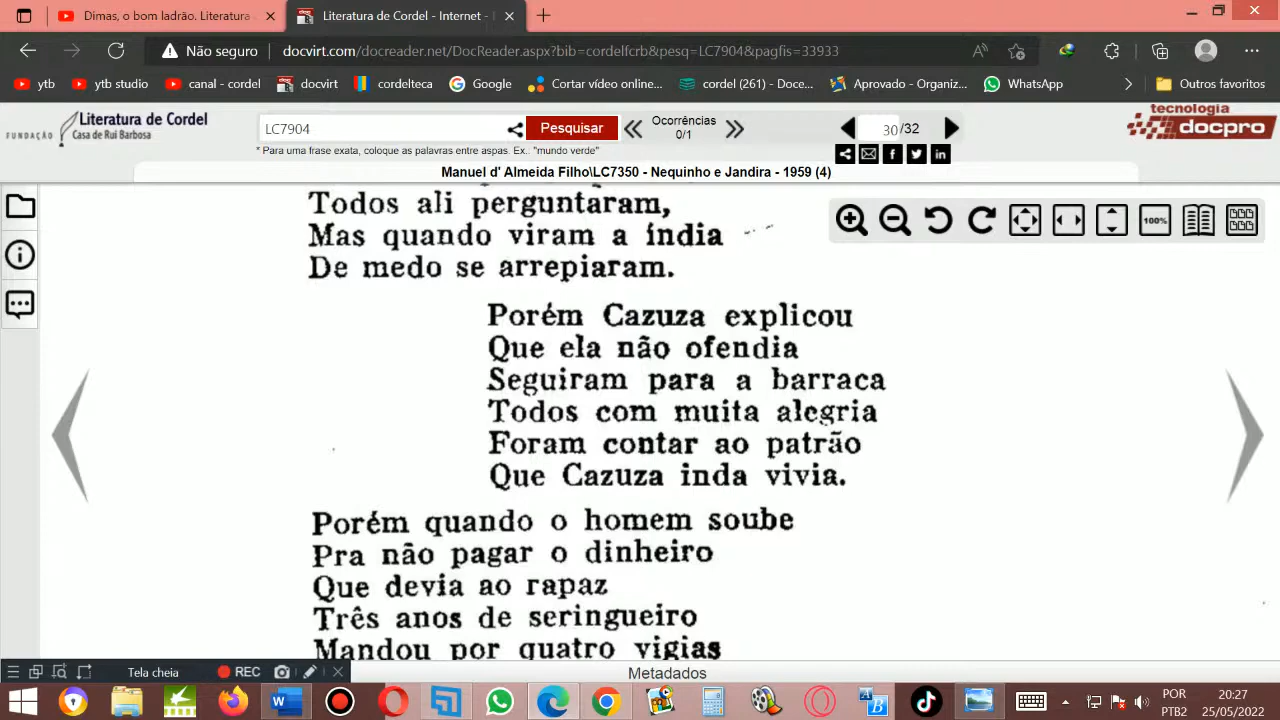 Dimas, o bom ladrão. Literatura
Literatura de Cordel - Internet -
Não seguro
docvirt.com/docreader.net/DocReader.aspx?bib=cordelfcrb&pesq=LC7904&pagfis=33933
ytb
ytb studio
canal - cordel
docvirt
cordelteca
Google
Cortar vídeo online...
cordel (261) - Doce...
Aprovado - Organiz...
WhatsApp
Outros favoritos
FUNDAÇÃO
Literatura de Cordel
Casa de Rui Barbosa
LC7904
Pesquisar
Ocorrências
0/1
30/32
tecnologia
docpro
* Para uma frase exata, coloque as palavras entre aspas. Ex.. "mundo verde"
Manuel d' Almeida Filho\LC7350 - Nequinho e Jandira - 1959 (4)
100%
Todos ali perguntaram,
Mas quando viram a índia
De medo se arrepiaram.
Porém Cazuza explicou
Que ela não ofendia
Seguiram para a barraca
Todos com muita alegria
Foram contar ao patrão
Que Cazuza inda vivia.
Porém quando o homem soube
Pra não pagar o dinheiro
Que devia ao rapaz
Três anos de seringueiro
Mandou por quatro vigias
Tela cheia
REC
Metadados
POR
PTB2
20:27
25/05/2022